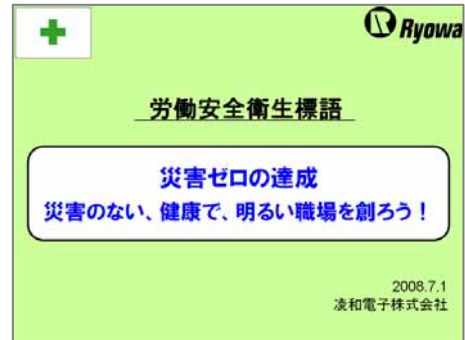 Ryowa
労働安全衛生標語
災害ゼロの達成
災害のない、健康で、明るい職場を創ろう！
2008.7.1
凌和電子株式会社